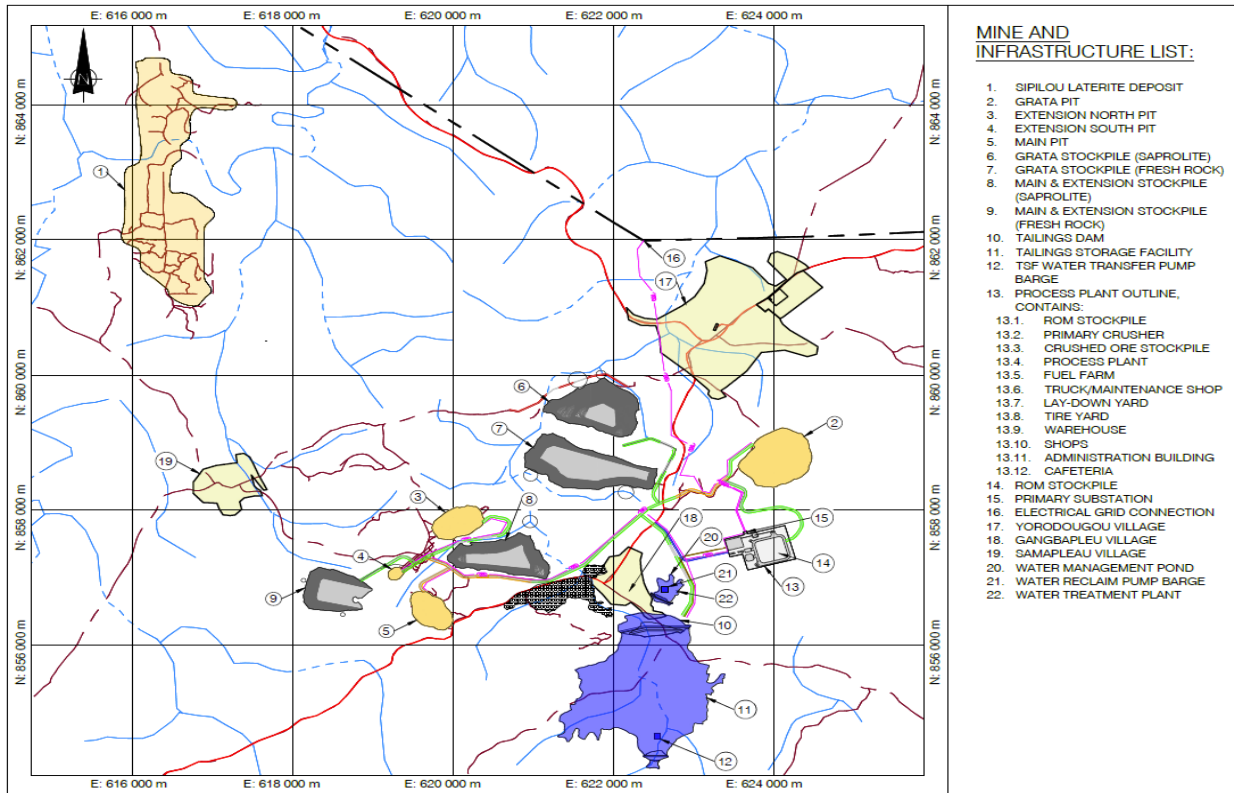 E: 616 000 m E: 618 000 m E: 620 000 m E: 622 000 m E: 624 000 m
N
N: 864 000 m
N: 862 000 m
N: 860 000 m
N: 858 000 m
N: 856 000 m
N: 864 000 m
N: 862 000 m
N: 860 000 m
N: 858 000 m
N: 856 000 m
1
16
17
6
2
7
19
3
8
18
20
15
4
14
21
13
9
22
5
10
11
12
E: 616 000 m E: 618 000 m E: 620 000 m E: 622 000 m E: 624 000 m
MINE AND
INFRASTRUCTURE LIST:
1. SIPILOU LATERITE DEPOSIT
2. GRATA PIT
3. EXTENSION NORTH PIT
4. EXTENSION SOUTH PIT
5. MAIN PIT
6. GRATA STOCKPILE (SAPROLITE)
7. GRATA STOCKPILE (FRESH ROCK)
8. MAIN & EXTENSION STOCKPILE
(SAPROLITE)
9. MAIN & EXTENSION STOCKPILE
(FRESH ROCK)
10. TAILINGS DAM
11. TAILINGS STORAGE FACILITY
12. TSF WATER TRANSFER PUMP
BARGE
13. PROCESS PLANT OUTLINE,
CONTAINS:
13.1. ROM STOCKPILE
13.2. PRIMARY CRUSHER
13.3. CRUSHED ORE STOCKPILE
13.4. PROCESS PLANT
13.5. FUEL FARM
13.6. TRUCK/MAINTENANCE SHOP
13.7. LAY-DOWN YARD
13.8. TIRE YARD
13.9. WAREHOUSE
13.10. SHOPS
13.11. ADMINISTRATION BUILDING
13.12. CAFETERIA
14. ROM STOCKPILE
15. PRIMARY SUBSTATION
16. ELECTRICAL GRID CONNECTION
17. YORODOUGOU VILLAGE
18. GANGBAPLEU VILLAGE
19. SAMAPLEAU VILLAGE
20. WATER MANAGEMENT POND
21. WATER RECLAIM PUMP BARGE
22. WATER TREATMENT PLANT